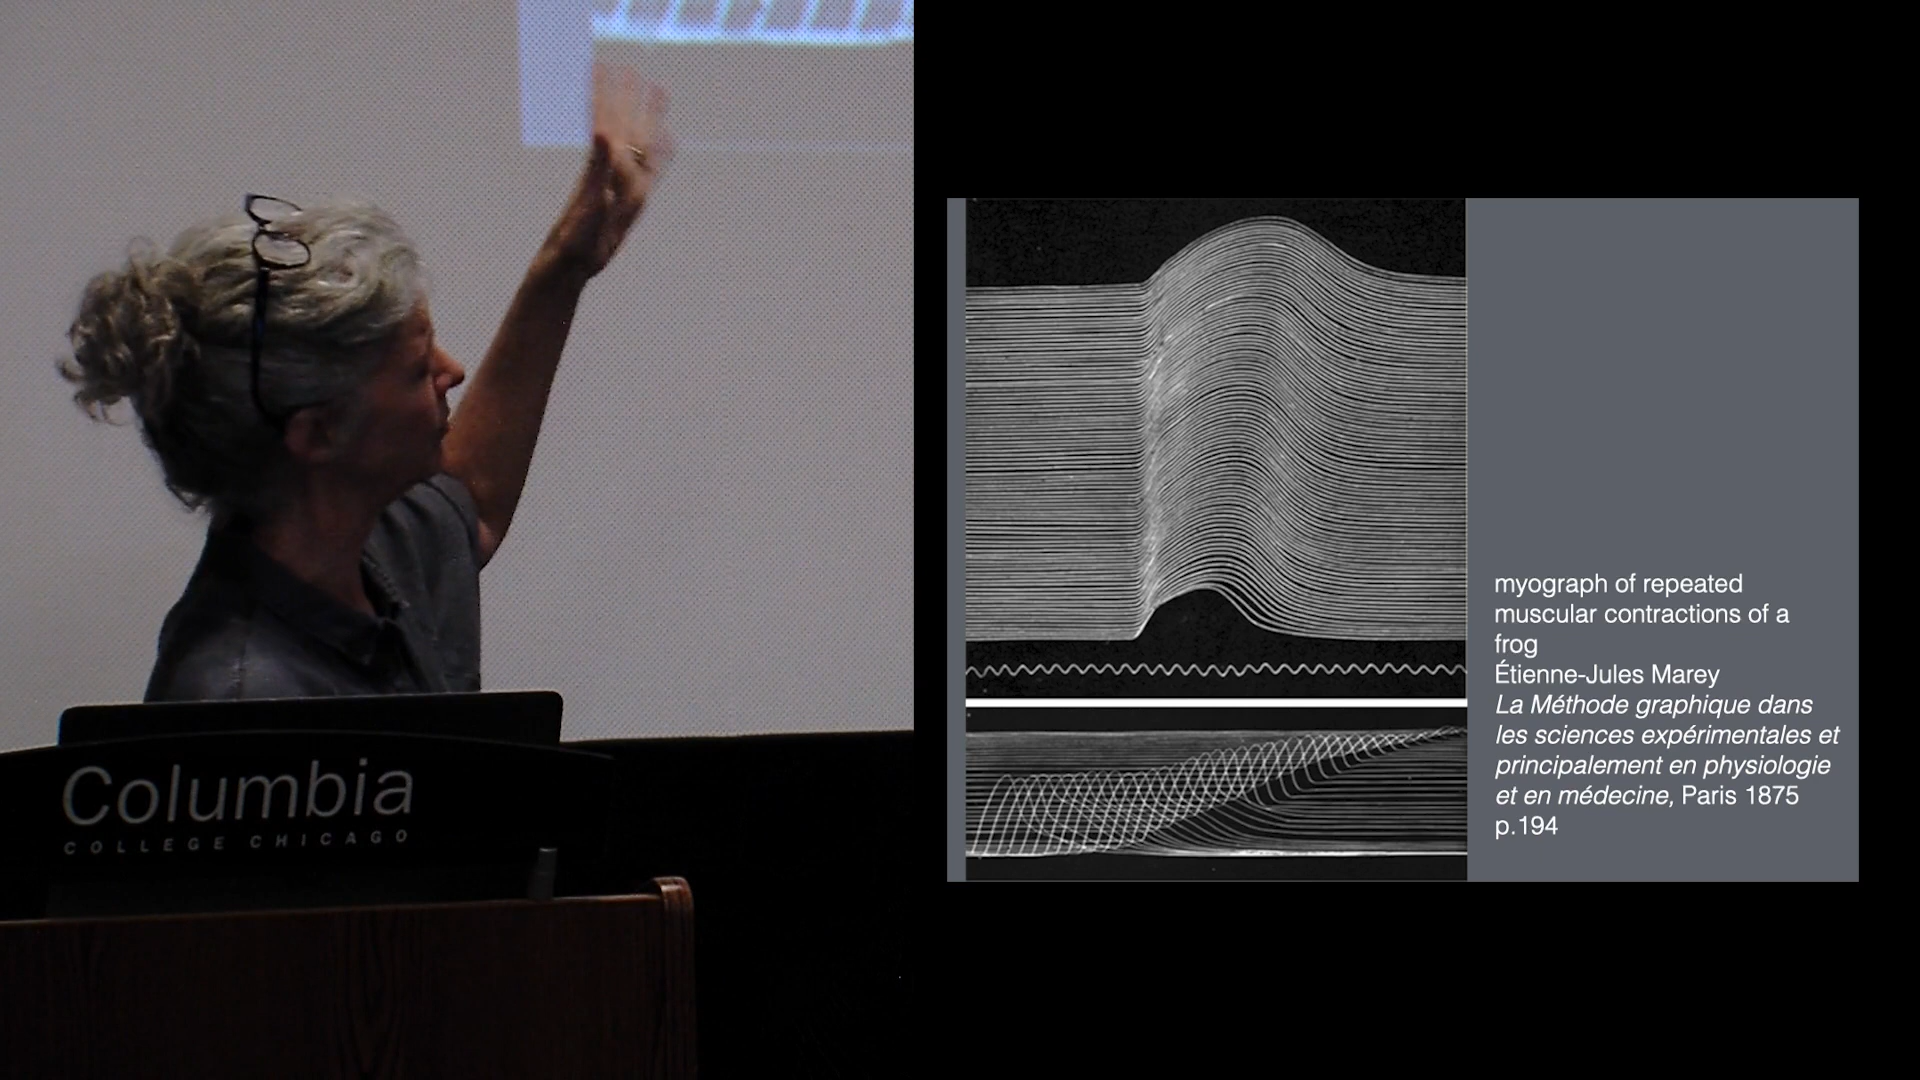 Columbia
COLLEGE CHICAGO
myograph of repeated
muscular contractions of a
frog
Étienne-Jules Marey
La Méthode graphique dans
les sciences expérimentales et
principalement en physiologie
et en médecine, Paris 1875
p.194